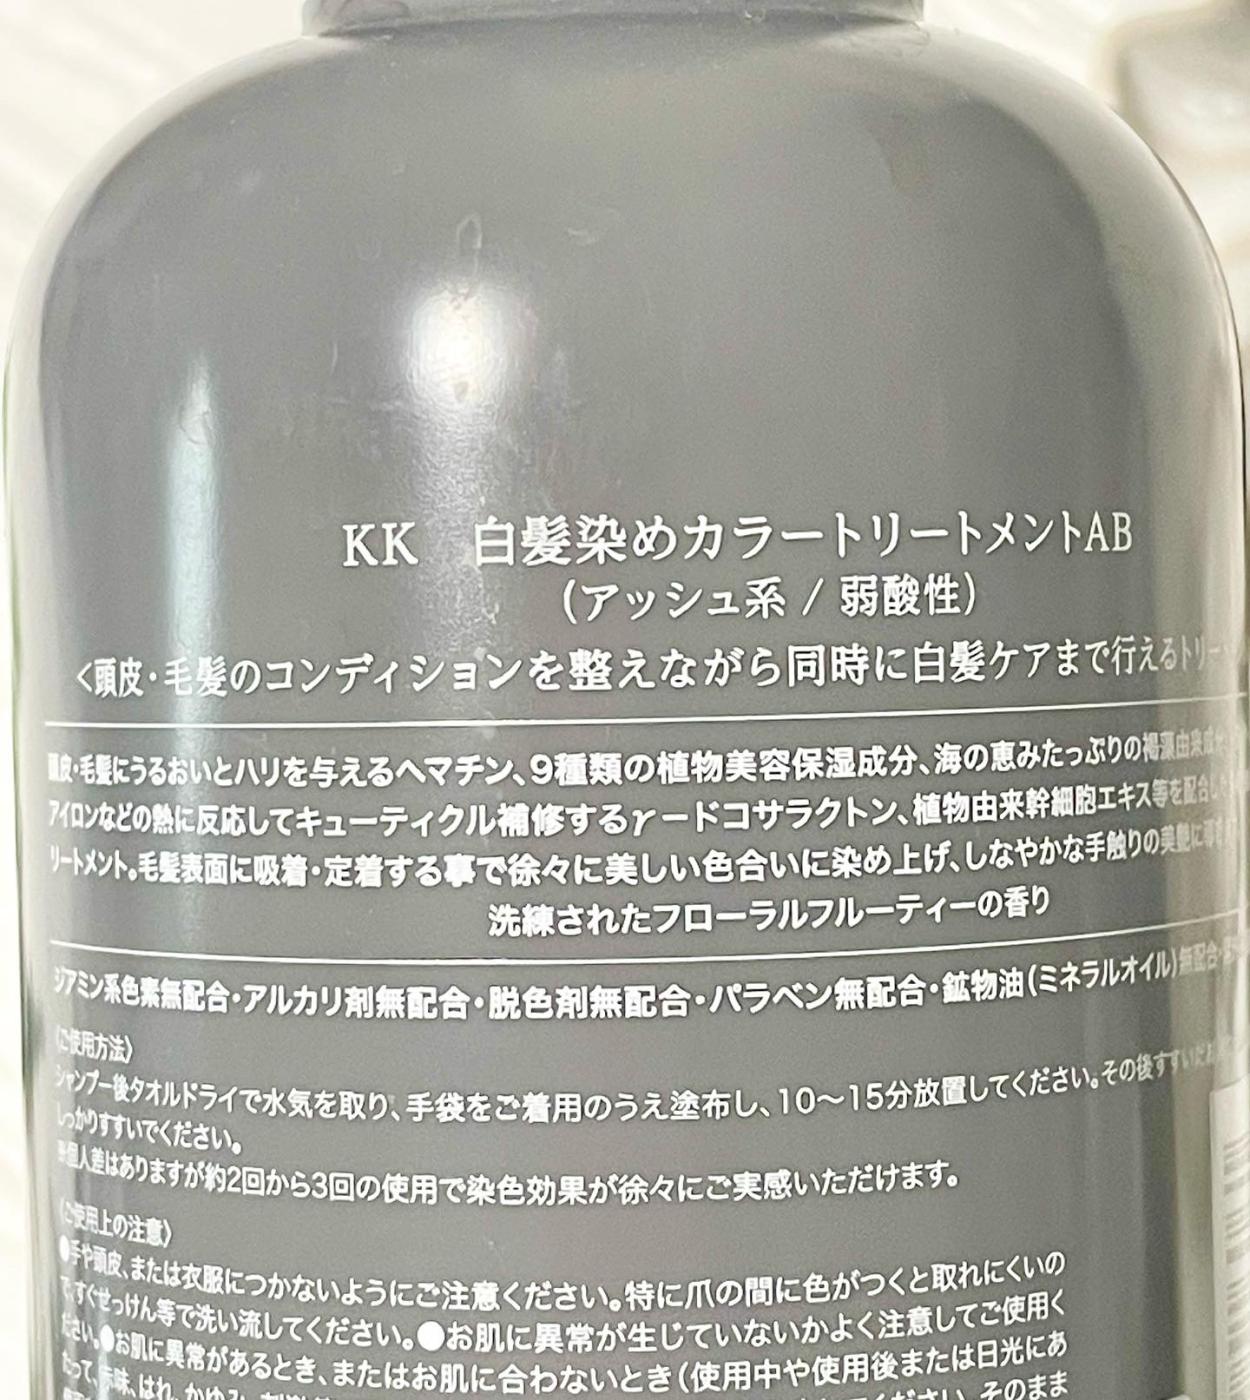 KK　白髪染めカラートリートメントAB
(アッシュ系 / 弱酸性)
<頭皮・毛髪のコンディションを整えながら同時に白髪ケアまで行えるトリー
頭皮・毛髪にうるおいとハリを与えるヘマチン、9種類の植物美容保湿成分、海の恵みたっぷりの褐藻由来成
アイロンなどの熱に反応してキューティクル補修するγ－ドコサラクトン、植物由来幹細胞エキス等を配合し
リートメント。毛髪表面に吸着・定着する事で徐々に美しい色合いに染め上げ、しなやかな手触りの美艶に導
洗練されたフローラルフルーティーの香り
ジアミン系色素無配合・アルカリ剤無配合・脱色剤無配合・パラベン無配合・鉱物油(ミネラルオイル)無配合・
〈ご使用方法〉
シャンプー後タオルドライで水気を取り、手袋をご着用のうえ塗布し、10〜15分放置してください。その後すすい
しっかりすすいでください。
※個人差はありますが約2回から3回の使用で染色効果が徐々にご実感いただけます。
〈ご使用上の注意〉
●手や頭皮、または衣服につかないようにご注意ください。特に爪の間に色がつくと取れにくいの
で、すぐせっけん等で洗い流してください。●お肌に異常が生じていないかよく注意してご使用く
ださい。●お肌に異常があるとき、またはお肌に合わないとき(使用中や使用後または日光にあ
たって、赤味、はれ、かゆみ、刺激
ください。そのまま